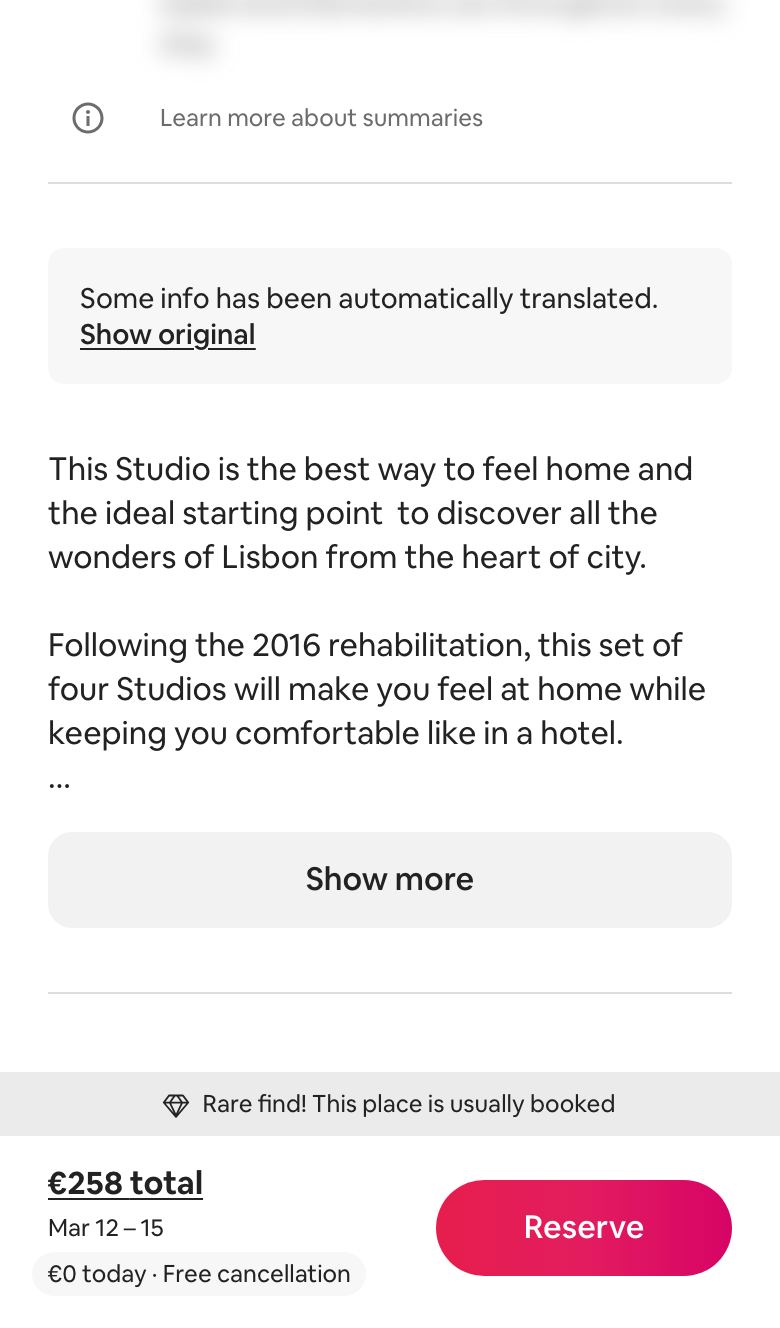 Learn more about summaries
Some info has been automatically translated.
Show original
This Studio is the best way to feel home and
the ideal starting point  to discover all the
wonders of Lisbon from the heart of city.
Following the 2016 rehabilitation, this set of
four Studios will make you feel at home while
keeping you comfortable like in a hotel.
...
Show more
Rare find! This place is usually booked
€258 total
Mar 12 – 15
Reserve
€0 today · Free cancellation